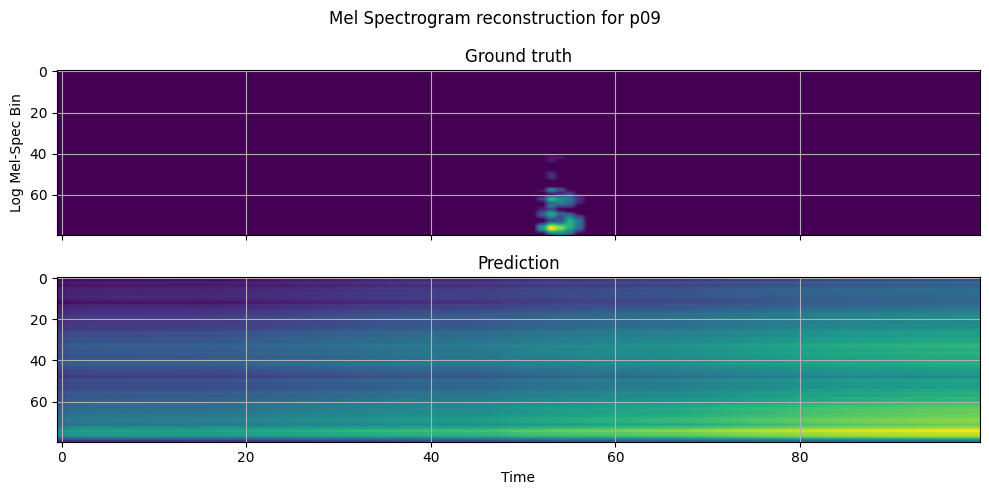 Mel Spectrogram reconstruction for p09
Ground truth
Log Mel-Spec Bin
0
20
40
60
Prediction
0
20
40
60
0 20 40 60 80
Time